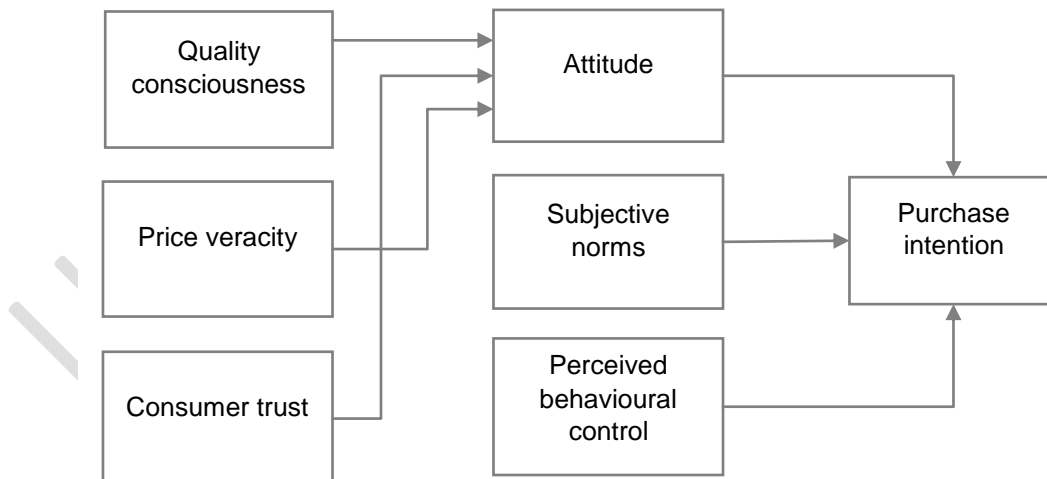 Quality
consciousness
Attitude
Price veracity
Subjective
norms
Purchase
intention
Consumer trust
Perceived
behavioural
control